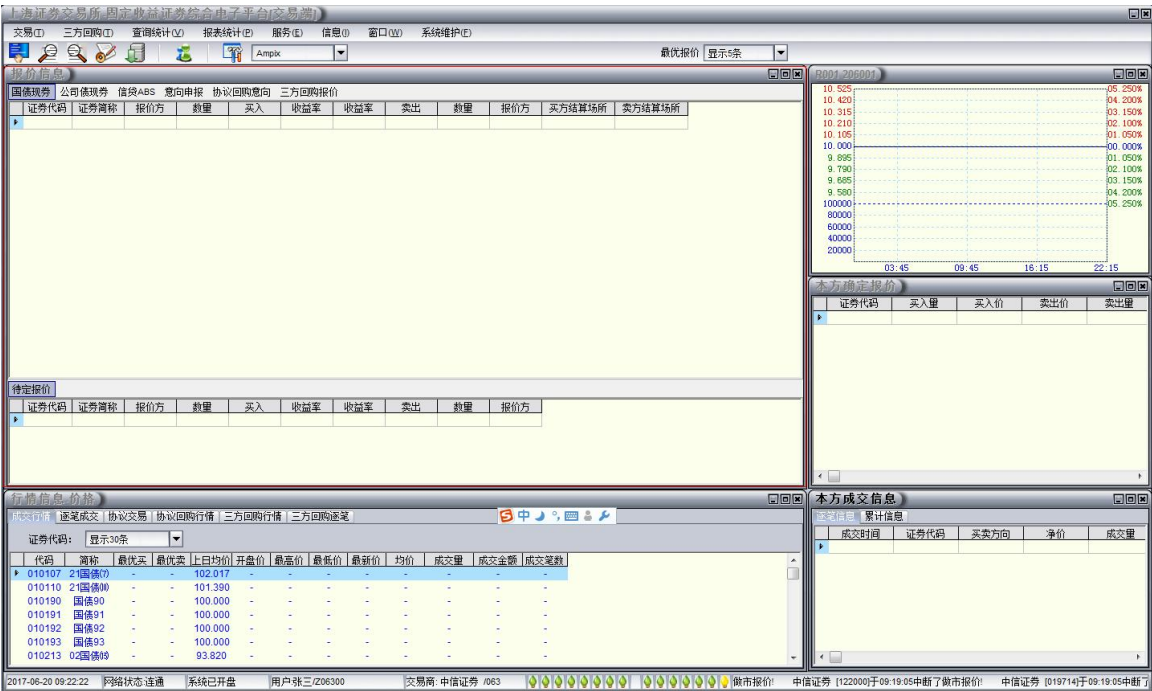 上海证券交易所 固定收益证券综合电子平台[交易端]
交易(T) 三方回购(T) 查询统计(V) 报表统计(P) 服务(E) 信息(I) 窗口(W) 系统维护(E)
Ampix 最优报价 显示5条
报价信息
国债现券 公司债现券 信贷ABS 意向申报 协议回购意向 三方回购报价
证券代码 证券简称 报价方 数量 买入 收益率 收益率 卖出 数量 报价方 买方结算场所 卖方结算场所
待定报价
证券代码 证券简称 报价方 数量 买入 收益率 收益率 卖出 数量 报价方
R001,206001
10.525 05.250%
10.420 04.200%
10.315 03.150%
10.210 02.100%
10.105 01.050%
10.000 00.000%
9.895 01.050%
9.790 02.100%
9.685 03.150%
9.580 04.200%
100000 05.250%
80000
60000
40000
20000
03:45 09:45 16:15 22:15
本方确定报价
证券代码 买入量 买入价 卖出价 卖出量
行情信息 价格
成交行情 逐笔成交 协议交易 协议回购行情 三方回购行情 三方回购逐笔
中
证券代码: 显示30条
代码 简称 最优买 最优卖 上日均价 开盘价 最高价 最低价 最新价 均价 成交量 成交金额 成交笔数
010107 21国债(7) - - 102.017 - - - - - - - -
010110 21国债(10) - - 101.390 - - - - - - - -
010190 国债90 - - 100.000 - - - - - - - -
010191 国债91 - - 100.000 - - - - - - - -
010192 国债92 - - 100.000 - - - - - - - -
010193 国债93 - - 100.000 - - - - - - - -
010213 02国债 - - 93.820 - - - - - - - -
本方成交信息
逐笔信息 累计信息
成交时间 证券代码 买卖方向 净价 成交量
2017-06-20 09:22:22 网络状态:连通 系统已开盘 用户:张三/Z06300 交易商: 中信证券 /063 做市报价! 中信证券 [122000]于09:19:05中断了做市报价! 中信证券 [019714]于09:19:05中断了